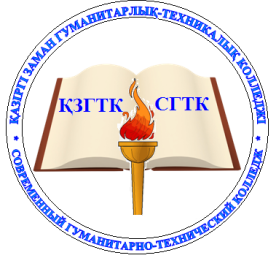 ҚАЗІРГІ ЗАМАН ГУМАНИТАРЛЫҚ-ТЕХНИКАЛЫҚ КОЛЛЕДЖІ
ҚЗГТК СГТК
* СОВРЕМЕННЫЙ ГУМАНИТАРНО-ТЕХНИЧЕСКИЙ КОЛЛЕДЖ *